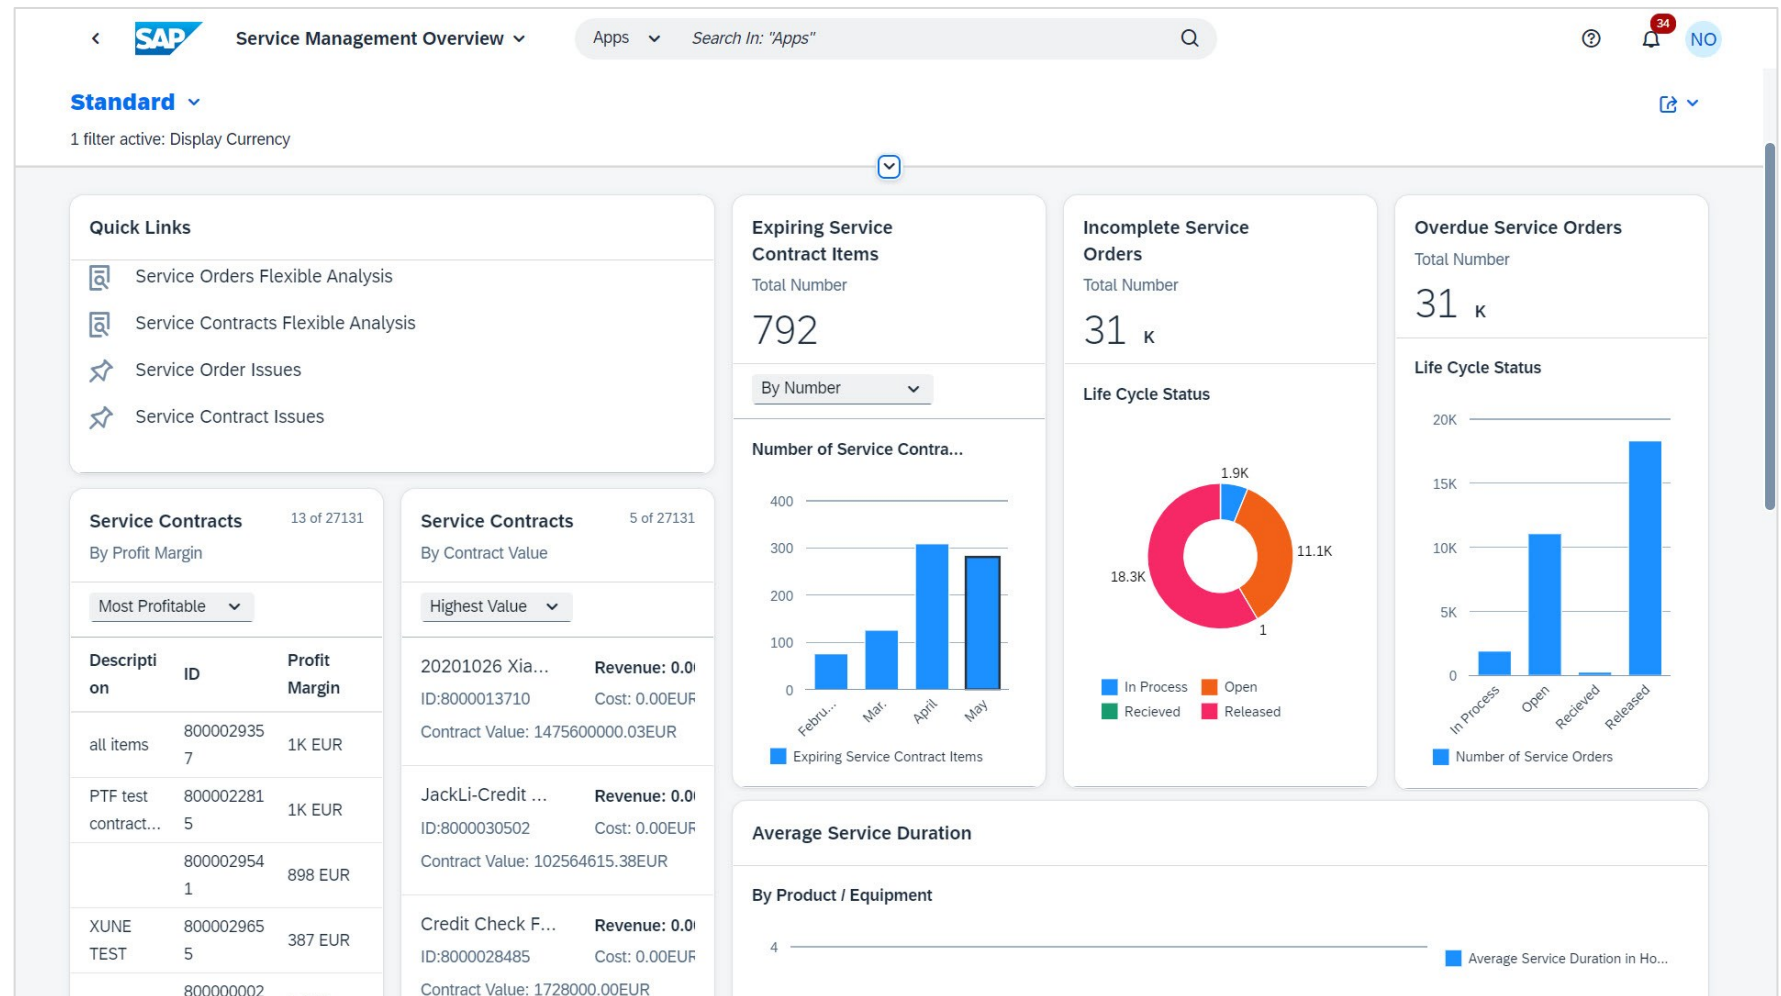 SAP
Service Management Overview
Apps
Search In: "Apps"
34
NO
Standard
1 filter active: Display Currency
Quick Links
Service Orders Flexible Analysis
Service Contracts Flexible Analysis
Service Order Issues
Service Contract Issues
Service Contracts
13 of 27131
By Profit Margin
Most Profitable
Descripti
on
ID
Profit
Margin
all items
800002935
7
1K EUR
PTF test
contract...
800002281
5
1K EUR
800002954
1
898 EUR
XUNE
TEST
800002965
5
387 EUR
800000002
Service Contracts
5 of 27131
By Contract Value
Highest Value
20201026 Xia...
Revenue: 0.0
ID:8000013710
Cost: 0.00EUR
Contract Value: 1475600000.03EUR
JackLi-Credit ...
Revenue: 0.0
ID:8000030502
Cost: 0.00EUR
Contract Value: 102564615.38EUR
Credit Check F...
Revenue: 0.0
ID:8000028485
Cost: 0.00EUR
Contract Value: 1728000.00EUR
Expiring Service
Contract Items
Total Number
792
By Number
Number of Service Contra...
400
300
200
100
0
Febru...
Mar.
April
May
Expiring Service Contract Items
Incomplete Service
Orders
Total Number
31 K
Life Cycle Status
1.9K
11.1K
18.3K
1
In Process
Open
Recieved
Released
Overdue Service Orders
Total Number
31 K
Life Cycle Status
20K
15K
10K
5K
0
In Process
Open
Recieved
Released
Number of Service Orders
Average Service Duration
By Product / Equipment
4
Average Service Duration in Ho...